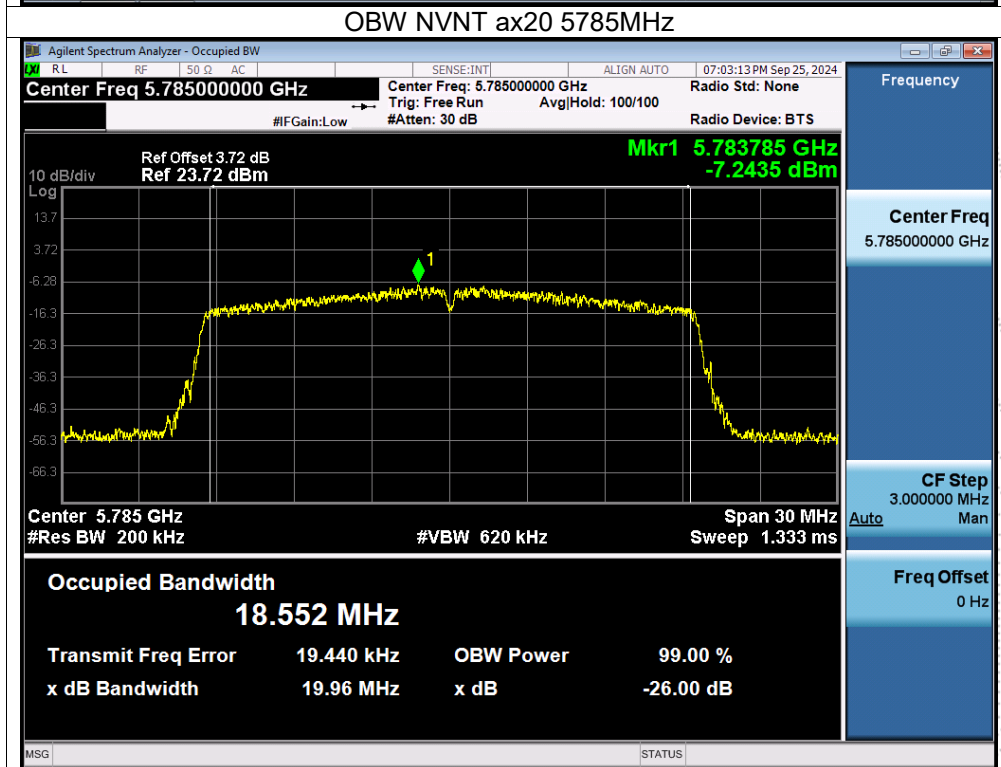 OBW NVNT ax20 5785MHz
Agilent Spectrum Analyzer - Occupied BW
LXI RL RF 50 Ω AC SENSE:INT ALIGN AUTO 07:03:13 PM Sep 25, 2024
Center Freq 5.785000000 GHz
Center Freq: 5.785000000 GHz Radio Std: None
Trig: Free Run Avg|Hold: 100/100
#IFGain:Low #Atten: 30 dB Radio Device: BTS
Frequency
Mkr1 5.783785 GHz
-7.2435 dBm
Ref Offset 3.72 dB
10 dB/div Ref 23.72 dBm
Log
13.7
3.72
-6.28
-16.3
-26.3
-36.3
-46.3
-56.3
-66.3
1
Center 5.785 GHz Span 30 MHz
#Res BW 200 kHz #VBW 620 kHz Sweep 1.333 ms
Occupied Bandwidth
18.552 MHz
Transmit Freq Error 19.440 kHz OBW Power 99.00 %
x dB Bandwidth 19.96 MHz x dB -26.00 dB
Center Freq
5.785000000 GHz
CF Step
3.000000 MHz
Auto Man
Freq Offset
0 Hz
MSG STATUS